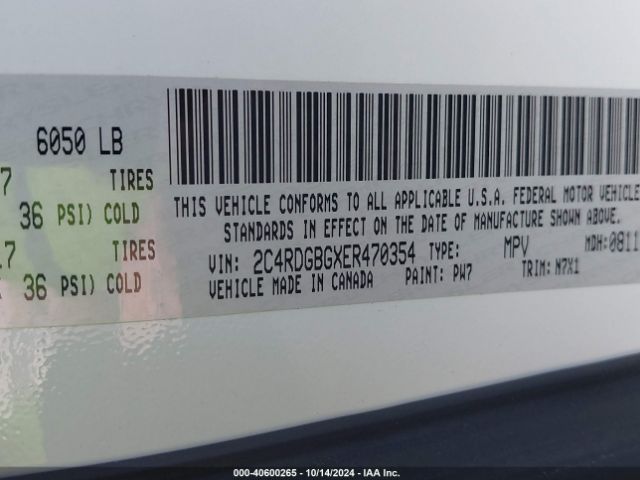 6050 LB
7 TIRES
36 PSI) COLD
17 TIRES
36 PSI) COLD
THIS VEHICLE CONFORMS TO ALL APPLICABLE U.S.A. FEDERAL MOTOR VEHICLE
STANDARDS IN EFFECT ON THE DATE OF MANUFACTURE SHOWN ABOVE.
VIN: 2C4RDGBGXER470354 TYPE: MPV MDH: 0811
VEHICLE MADE IN CANADA PAINT: PW7 TRIM: N7X1
000-40600265 - 10/14/2024 - IAA Inc.